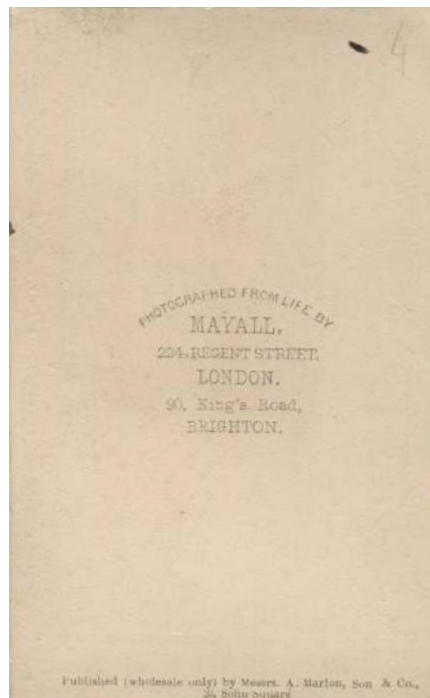 4
PHOTOGRAPHED FROM LIFE BY
MAYALL.
224, REGENT STREET,
LONDON.
90, King's Road,
BRIGHTON.
Published (wholesale only) by Messrs. A. Marion, Son & Co.,
Soho Square